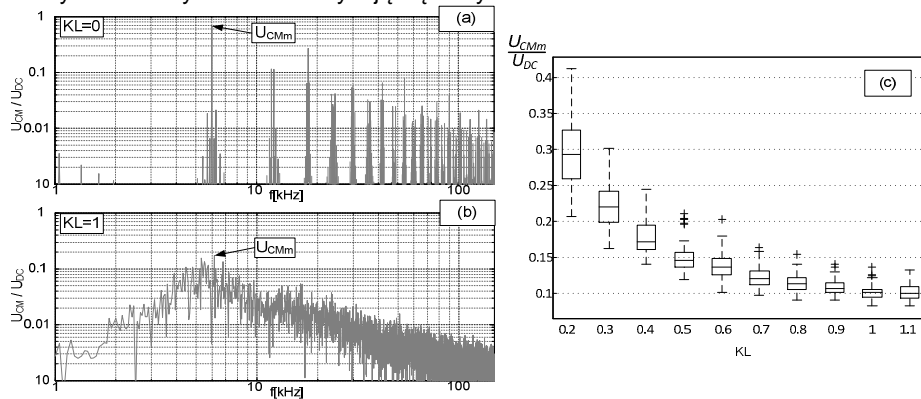 KL=0
(a)
U_CMm
U_CM / U_DC
1
0.1
0.01
10
1
10
100
f[kHz]
KL=1
(b)
U_CMm
U_CM / U_DC
1
0.1
0.01
10
1
10
100
f[kHz]
U_CMm
U_DC
(c)
0.4
0.35
0.3
0.25
0.2
0.15
0.1
0.2 0.3 0.4 0.5 0.6 0.7 0.8 0.9 1 1.1
KL